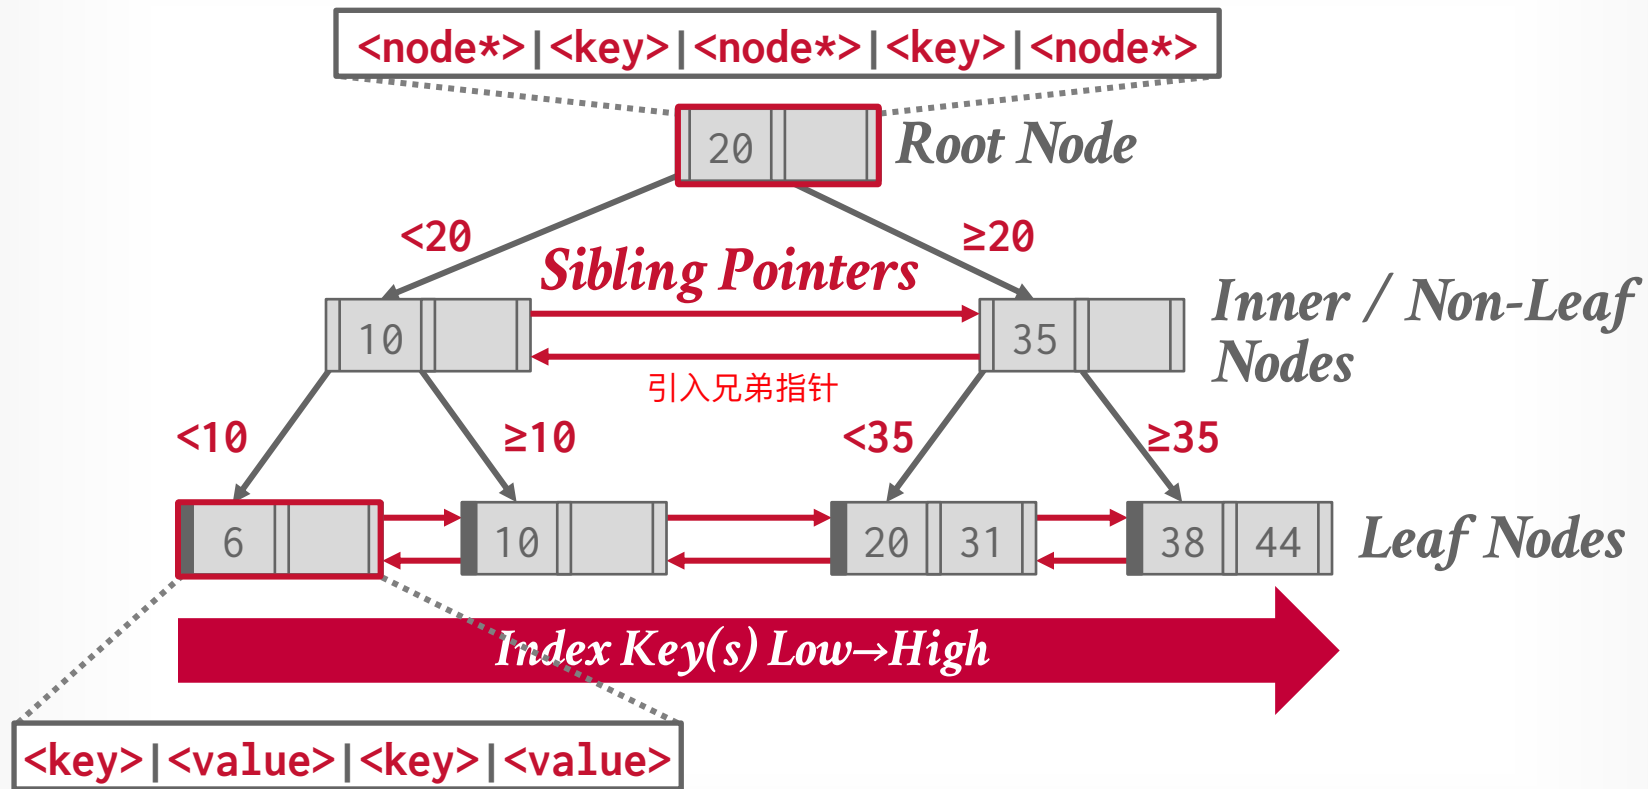 <node*>|<key>|<node*>|<key>|<node*>
20
Root Node
<20
≥20
Sibling Pointers
10
35
Inner / Non-Leaf
Nodes
引入兄弟指针
<10
≥10
<35
≥35
6
10
20 31
38 44
Leaf Nodes
Index Key(s) Low→High
<key>|<value>|<key>|<value>